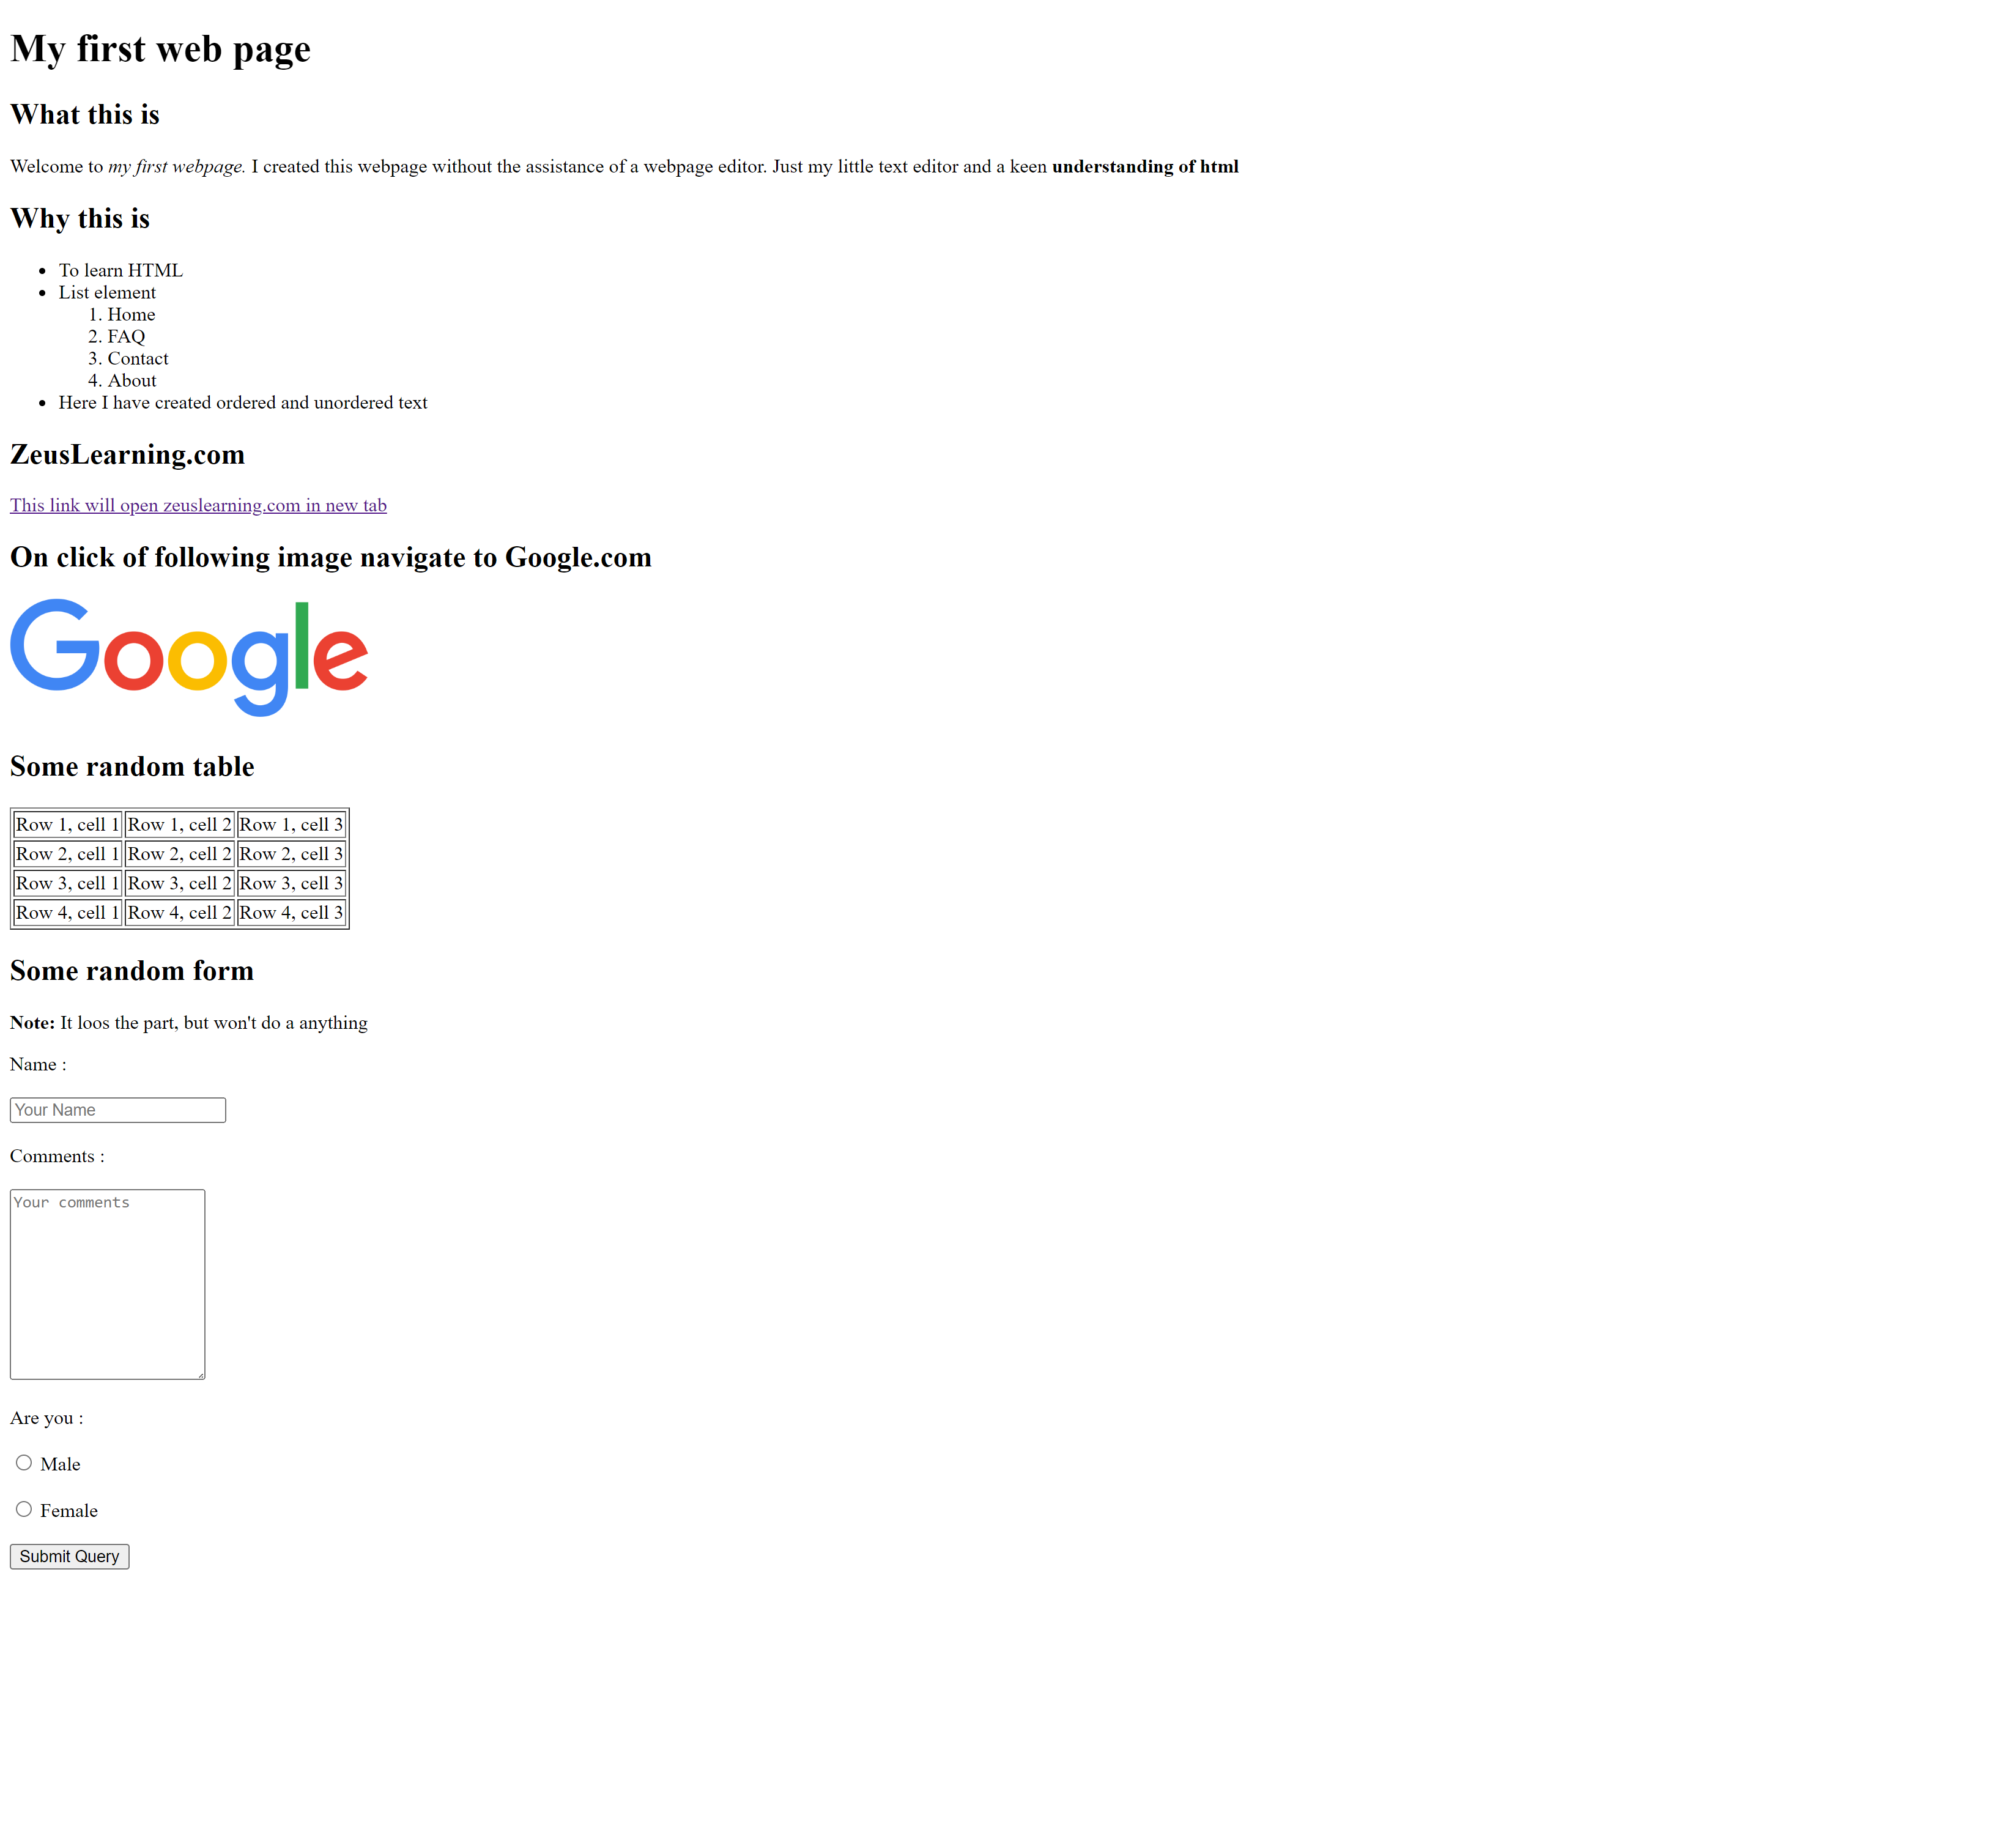 My first web page
What this is
Welcome to my first webpage. I created this webpage without the assistance of a webpage editor. Just my little text editor and a keen understanding of html
Why this is
To learn HTML
List element
1. Home
2. FAQ
3. Contact
4. About
Here I have created ordered and unordered text
ZeusLearning.com
This link will open zeuslearning.com in new tab
On click of following image navigate to Google.com
Google
Some random table
Row 1, cell 1 Row 1, cell 2 Row 1, cell 3
Row 2, cell 1 Row 2, cell 2 Row 2, cell 3
Row 3, cell 1 Row 3, cell 2 Row 3, cell 3
Row 4, cell 1 Row 4, cell 2 Row 4, cell 3
Some random form
Note: It loos the part, but won't do a anything
Name :
Your Name
Comments :
Your comments
Are you :
Male
Female
Submit Query